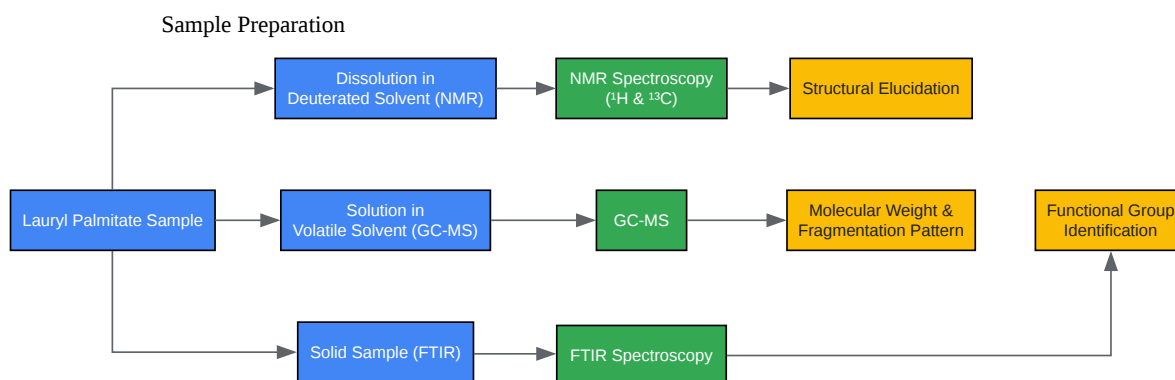 Sample Preparation
Dissolution in
Deuterated Solvent (NMR)
NMR Spectroscopy
(¹H & ¹³C)
Structural Elucidation
Lauryl Palmitate Sample
Solution in
Volatile Solvent (GC-MS)
GC-MS
Molecular Weight &
Fragmentation Pattern
Functional Group
Identification
Solid Sample (FTIR)
FTIR Spectroscopy